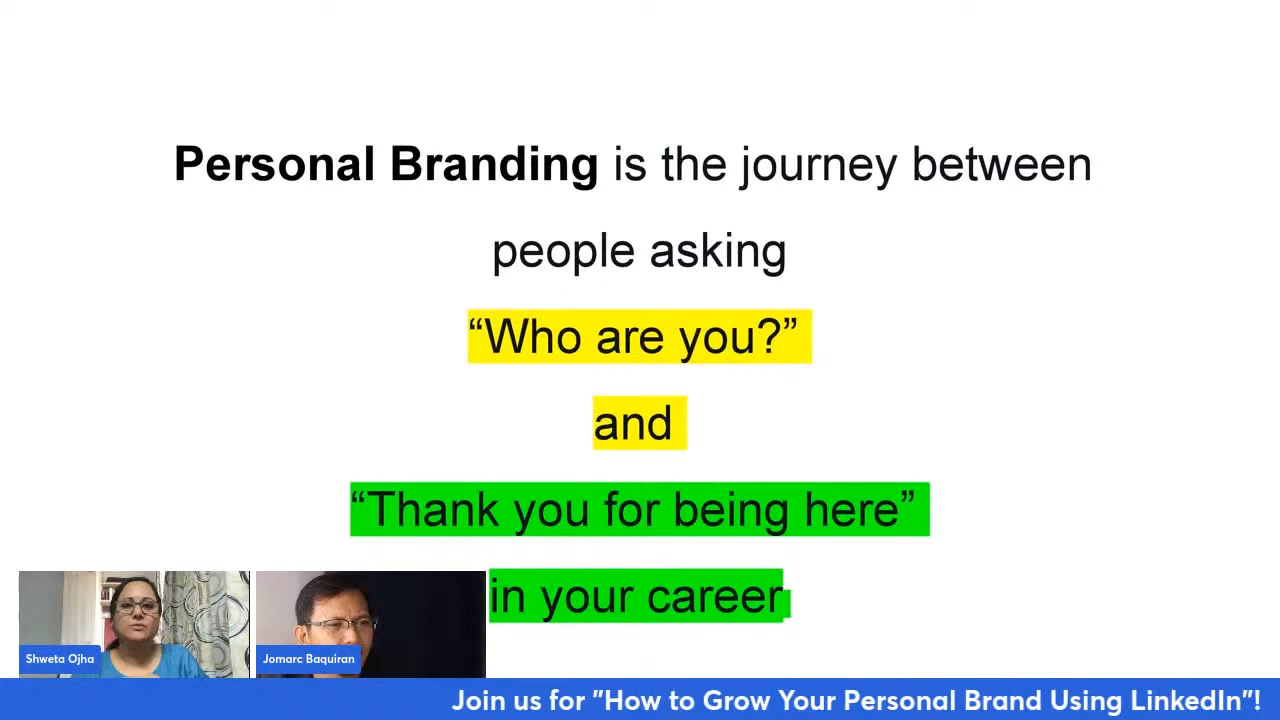 Personal Branding is the journey between
people asking
“Who are you?”
and
“Thank you for being here”
in your career
Shweta Ojha
Jomarc Baquiran
Join us for "How to Grow Your Personal Brand Using LinkedIn"!